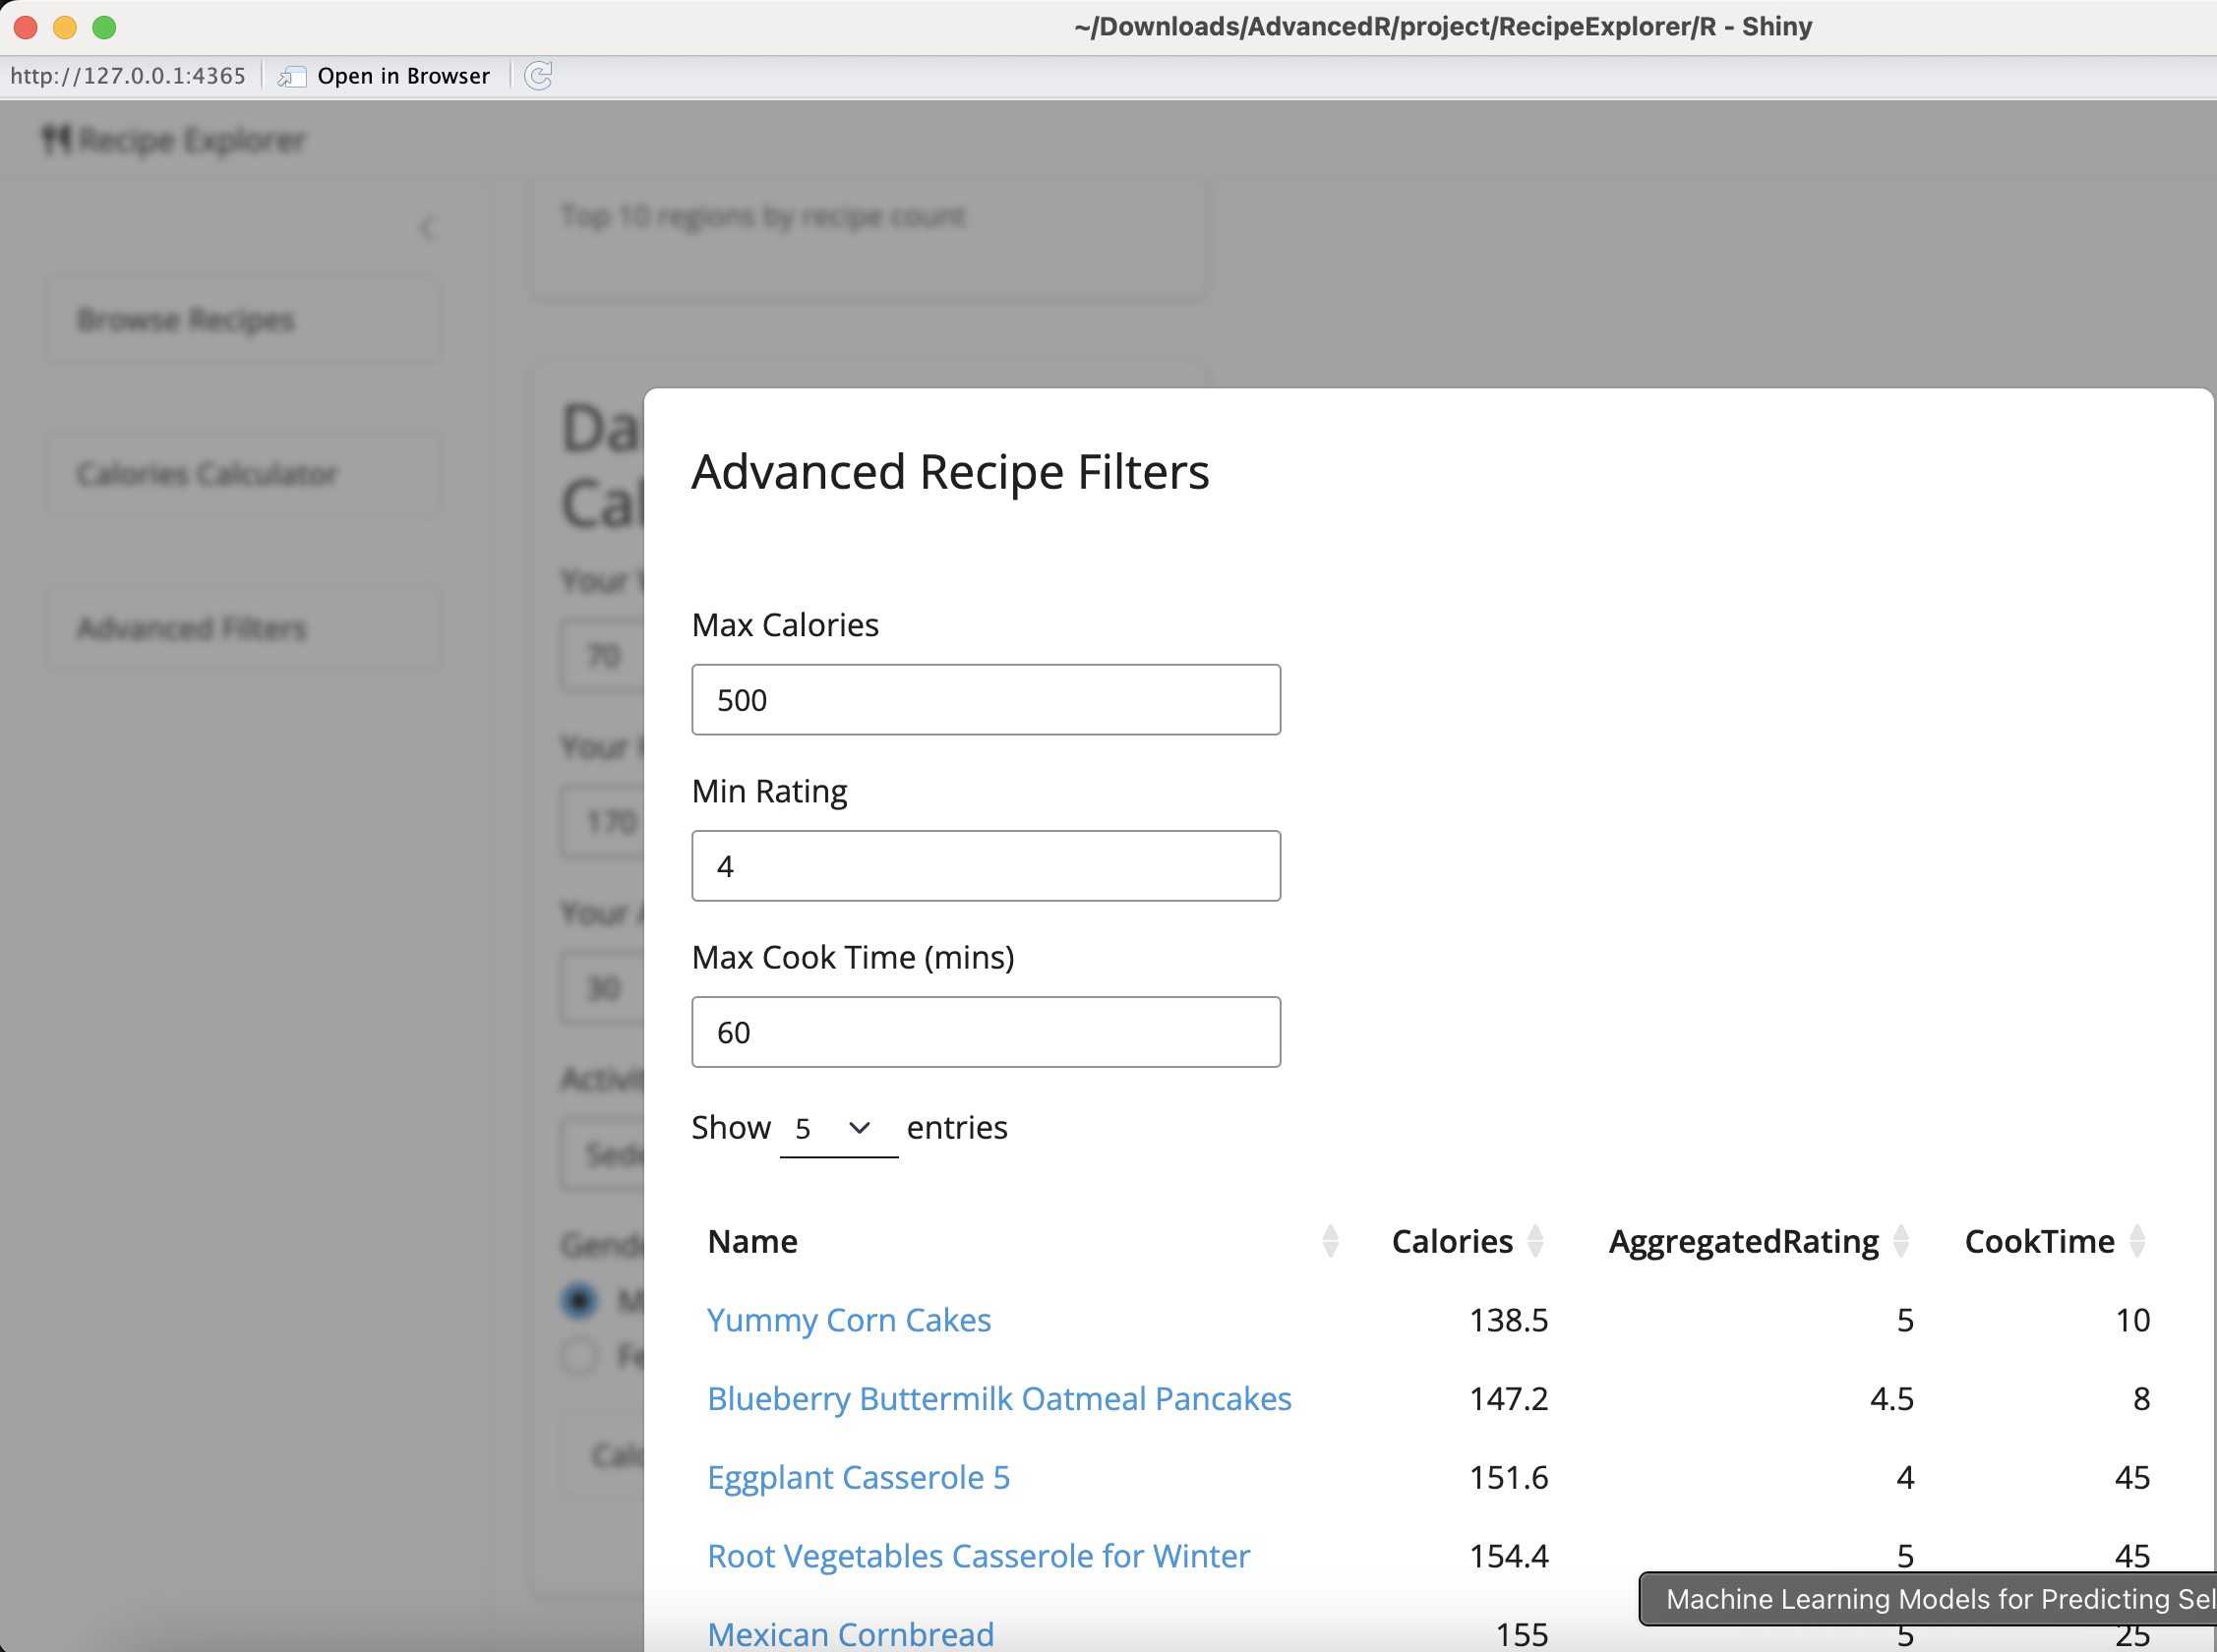 ~/Downloads/AdvancedR/project/RecipeExplorer/R - Shiny
http://127.0.0.1:4365 Open in Browser
Recipe Explorer
Top 10 regions by recipe count
Browse Recipes
Calories Calculator
Advanced Filters
Da
Cal
Your
70
Your
170
Your
30
Activit
Sede
Gende
M
Fe
Calc
Advanced Recipe Filters
Max Calories
500
Min Rating
4
Max Cook Time (mins)
60
Show 5 entries
Name Calories AggregatedRating CookTime
Yummy Corn Cakes 138.5 5 10
Blueberry Buttermilk Oatmeal Pancakes 147.2 4.5 8
Eggplant Casserole 5 151.6 4 45
Root Vegetables Casserole for Winter 154.4 5 45
Machine Learning Models for Predicting Sel
Mexican Cornbread 155 5 25